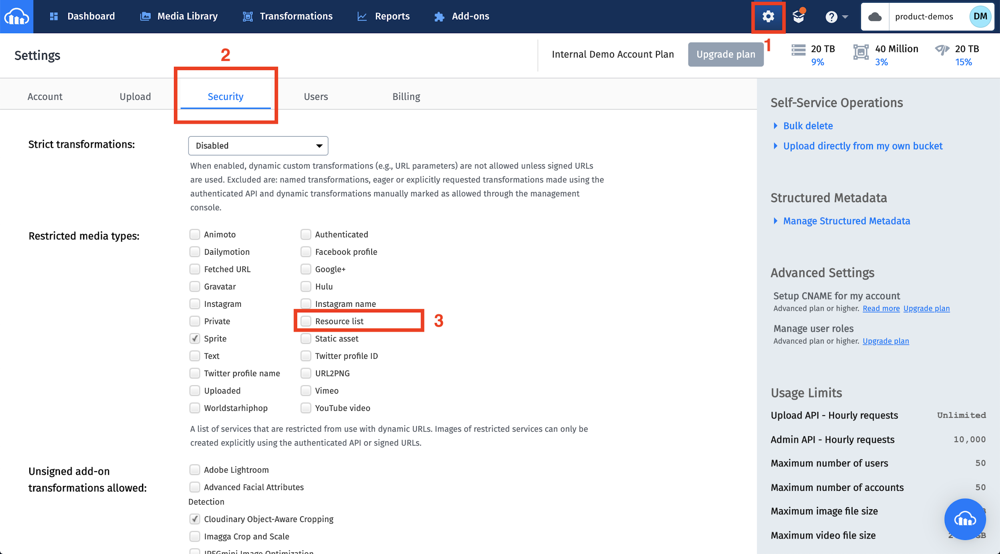 Dashboard
Media Library
Transformations
Reports
Add-ons
?
product-demos
DM
1
Settings
2
Internal Demo Account Plan
Upgrade plan
20 TB
9%
40 Million
3%
20 TB
15%
Account
Upload
Security
Users
Billing
Strict transformations:
Disabled
When enabled, dynamic custom transformations (e.g., URL parameters) are not allowed unless signed URLs
are used. Excluded are: named transformations, eager or explicitly requested transformations made using the
authenticated API and dynamic transformations manually marked as allowed through the management
console.
Restricted media types:
Animoto
Authenticated
Dailymotion
Facebook profile
Fetched URL
Google+
Gravatar
Hulu
Instagram
Instagram name
Private
Resource list
3
Sprite
Static asset
Text
Twitter profile ID
Twitter profile name
URL2PNG
Uploaded
Vimeo
Worldstarhiphop
YouTube video
A list of services that are restricted from use with dynamic URLs. Images of restricted services can only be
created explicitly using the authenticated API or signed URLs.
Unsigned add-on
transformations allowed:
Adobe Lightroom
Advanced Facial Attributes
Detection
Cloudinary Object-Aware Cropping
Imagga Crop and Scale
JPEGmini Image Optimization
Self-Service Operations
Bulk delete
Upload directly from my own bucket
Structured Metadata
Manage Structured Metadata
Advanced Settings
Setup CNAME for my account
Advanced plan or higher. Read more Upgrade plan
Manage user roles
Advanced plan or higher. Upgrade plan
Usage Limits
Upload API - Hourly requests
Unlimited
Admin API - Hourly requests
10,000
Maximum number of users
50
Maximum number of accounts
50
Maximum image file size
Maximum video file size